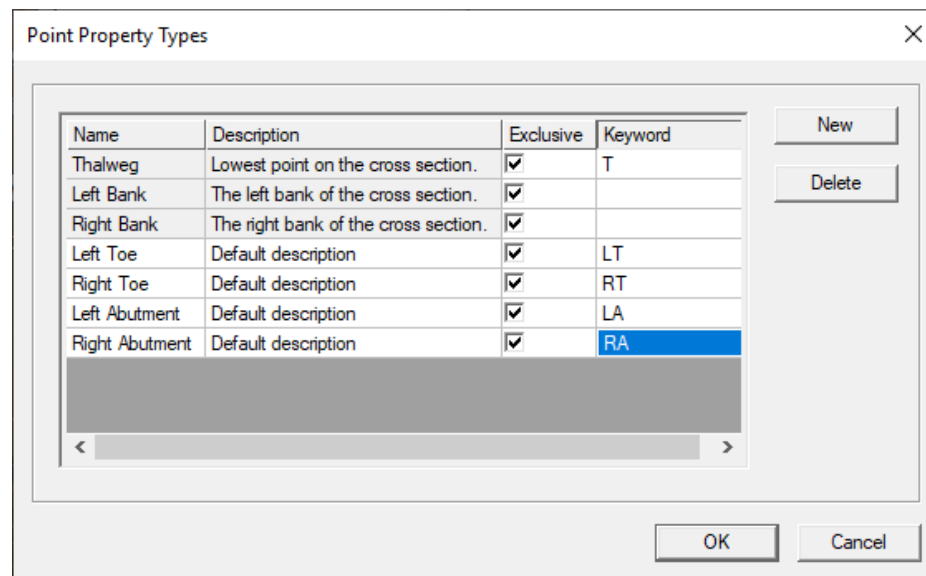 Point Property Types
New
Delete
Name Description Exclusive Keyword
Thalweg Lowest point on the cross section. T
Left Bank The left bank of the cross section.
Right Bank The right bank of the cross section.
Left Toe Default description LT
Right Toe Default description RT
Left Abutment Default description LA
Right Abutment Default description RA
OK Cancel